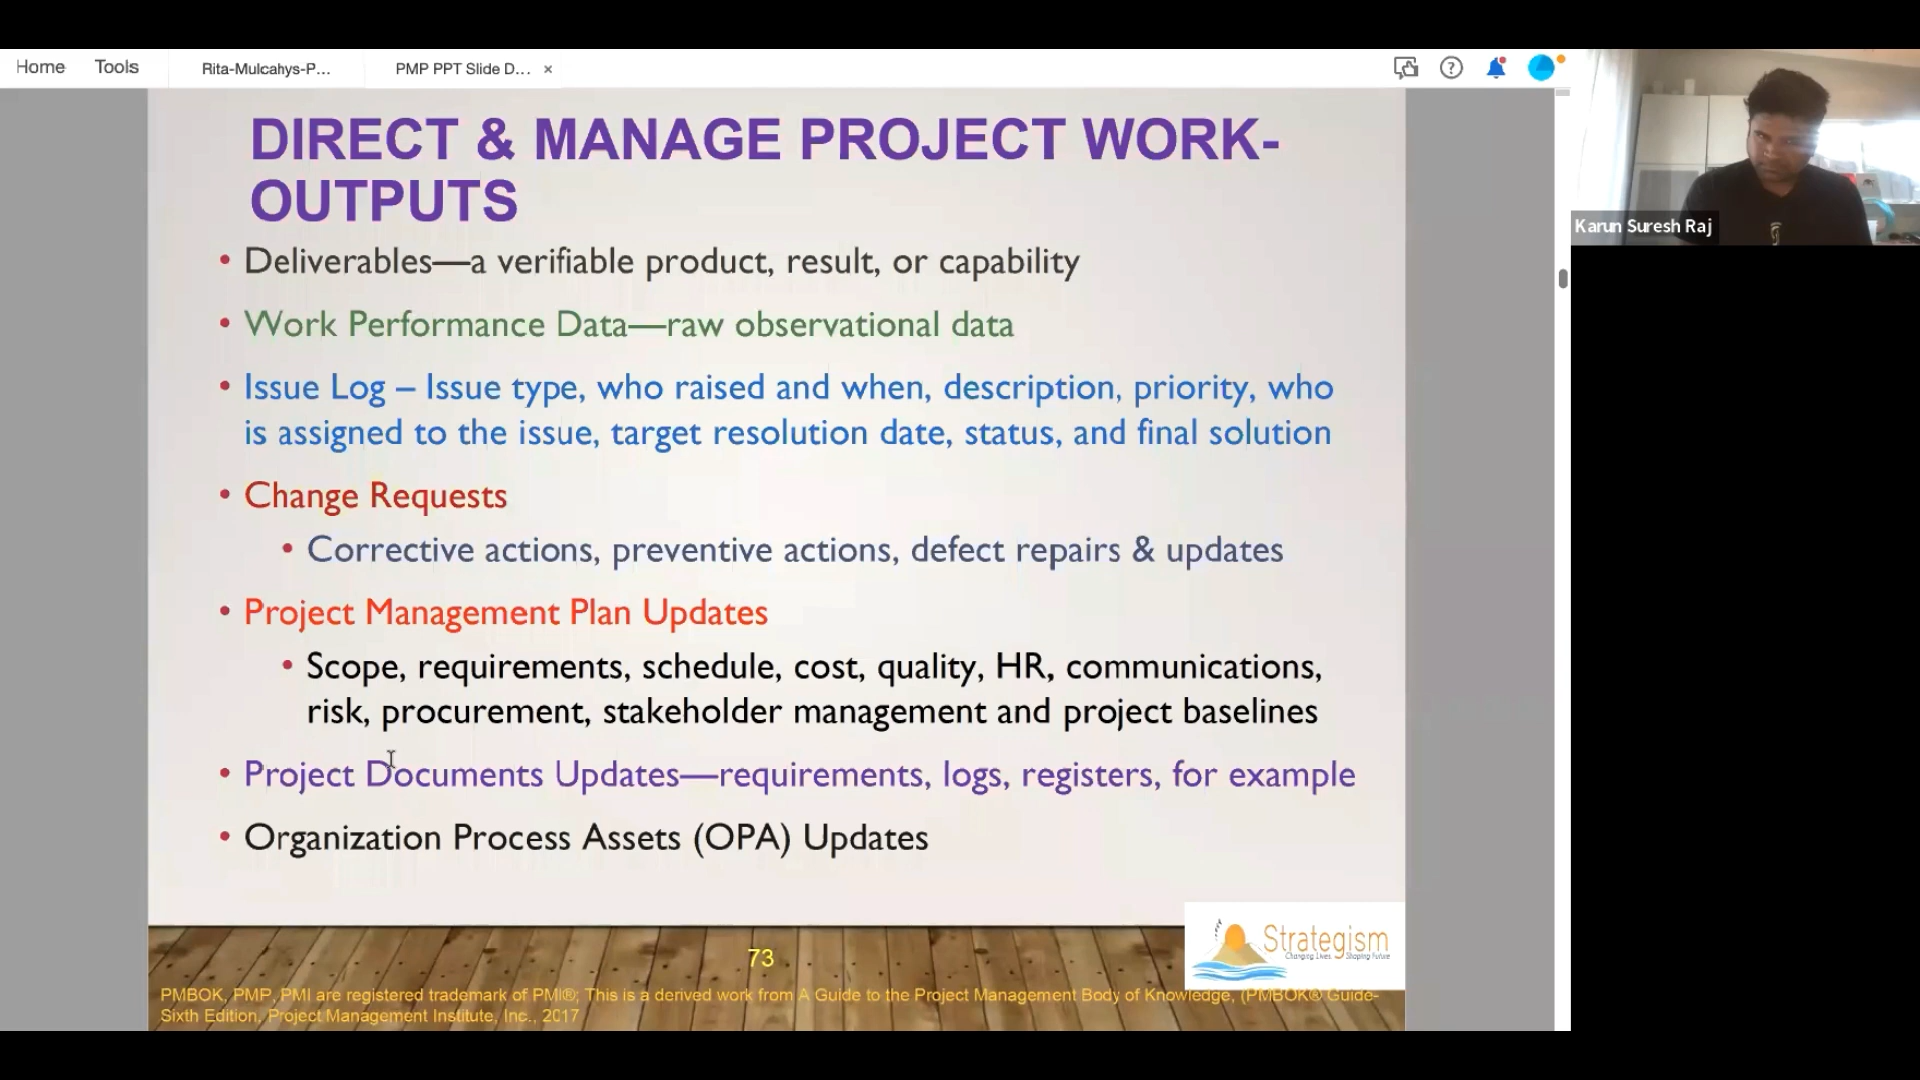 Home Tools Rita-Mulcahys-P... PMP PPT Slide D... ×
DIRECT & MANAGE PROJECT WORK-
OUTPUTS
• Deliverables—a verifiable product, result, or capability
• Work Performance Data—raw observational data
• Issue Log – Issue type, who raised and when, description, priority, who
is assigned to the issue, target resolution date, status, and final solution
• Change Requests
• Corrective actions, preventive actions, defect repairs & updates
• Project Management Plan Updates
• Scope, requirements, schedule, cost, quality, HR, communications,
risk, procurement, stakeholder management and project baselines
• Project Documents Updates—requirements, logs, registers, for example
• Organization Process Assets (OPA) Updates
73
Strategism
Changing Lives. Shaping Future
PMBOK, PMP, PMI are registered trademark of PMI®; This is a derived work from A Guide to the Project Management Body of Knowledge, (PMBOK® Guide-
Sixth Edition, Project Management Institute, Inc., 2017
Karun Suresh Raj